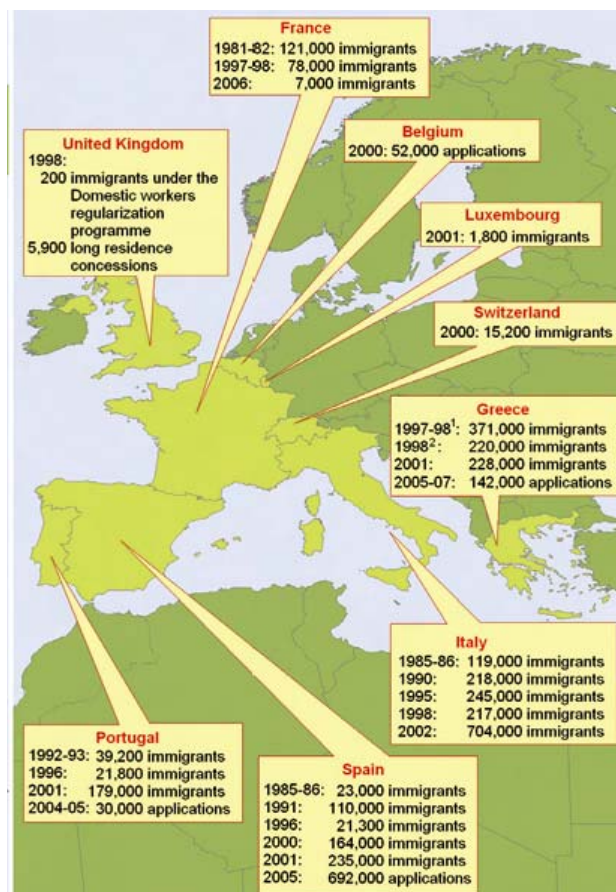 France
1981-82: 121,000 immigrants
1997-98: 78,000 immigrants
2006: 7,000 immigrants
United Kingdom
1998:
200 immigrants under the
Domestic workers
regularization
programme
5,900 long residence
concessions
Belgium
2000: 52,000 applications
Luxembourg
2001: 1,800 immigrants
Switzerland
2000: 15,200 immigrants
Greece
1997-98¹: 371,000 immigrants
1998²: 220,000 immigrants
2001: 228,000 immigrants
2005-07: 142,000 applications
Italy
1985-86: 119,000 immigrants
1990: 218,000 immigrants
1995: 245,000 immigrants
1998: 217,000 immigrants
2002: 704,000 immigrants
Portugal
1992-93: 39,200 immigrants
1996: 21,800 immigrants
2001: 179,000 immigrants
2004-05: 30,000 applications
Spain
1985-86: 23,000 immigrants
1991: 110,000 immigrants
1996: 21,300 immigrants
2000: 164,000 immigrants
2001: 235,000 immigrants
2005: 692,000 applications